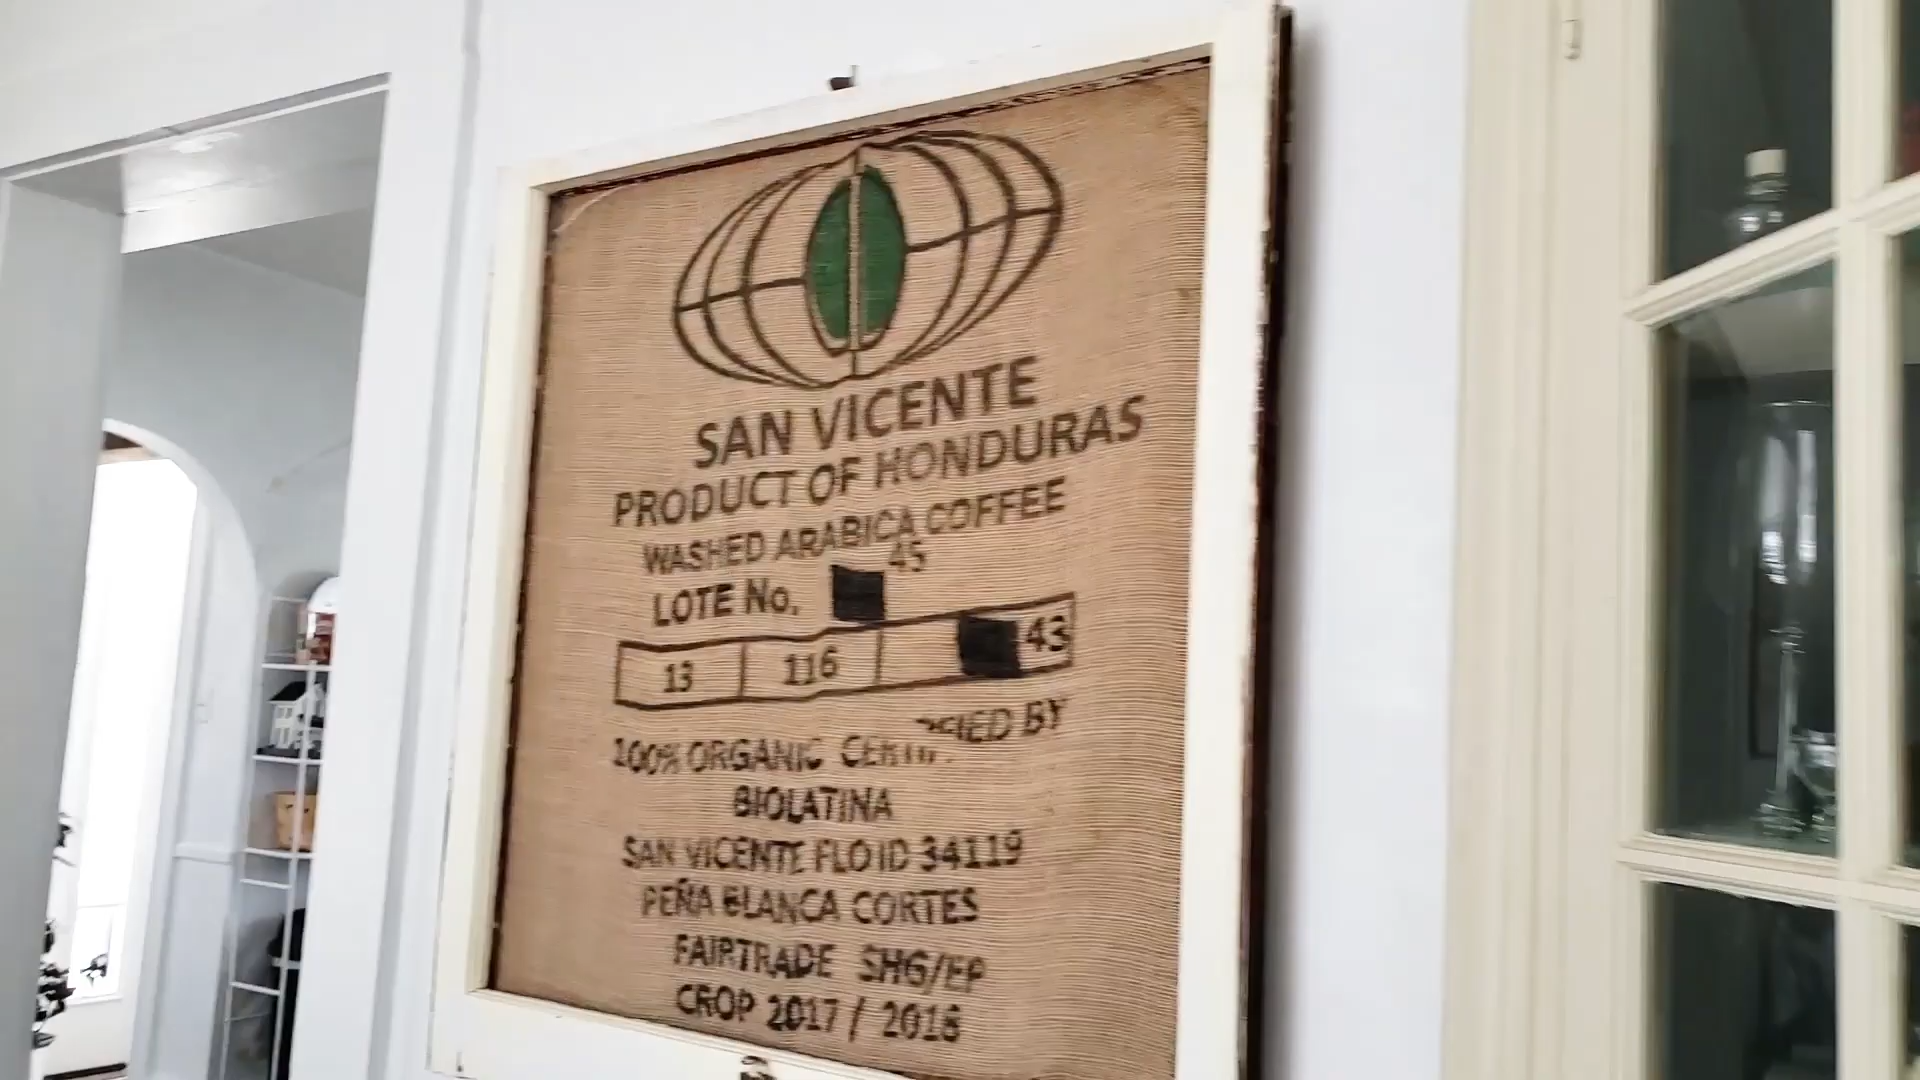 SAN VICENTE
PRODUCT OF HONDURAS
WASHED ARABICA COFFEE
LOTE No. 45
13 116 43
100% ORGANIC CERTIFIED BY
BIOLATINA
SAN VICENTE FLO ID 34119
PEÑA BLANCA CORTES
FAIRTRADE SHG/EP
CROP 2017 / 2018